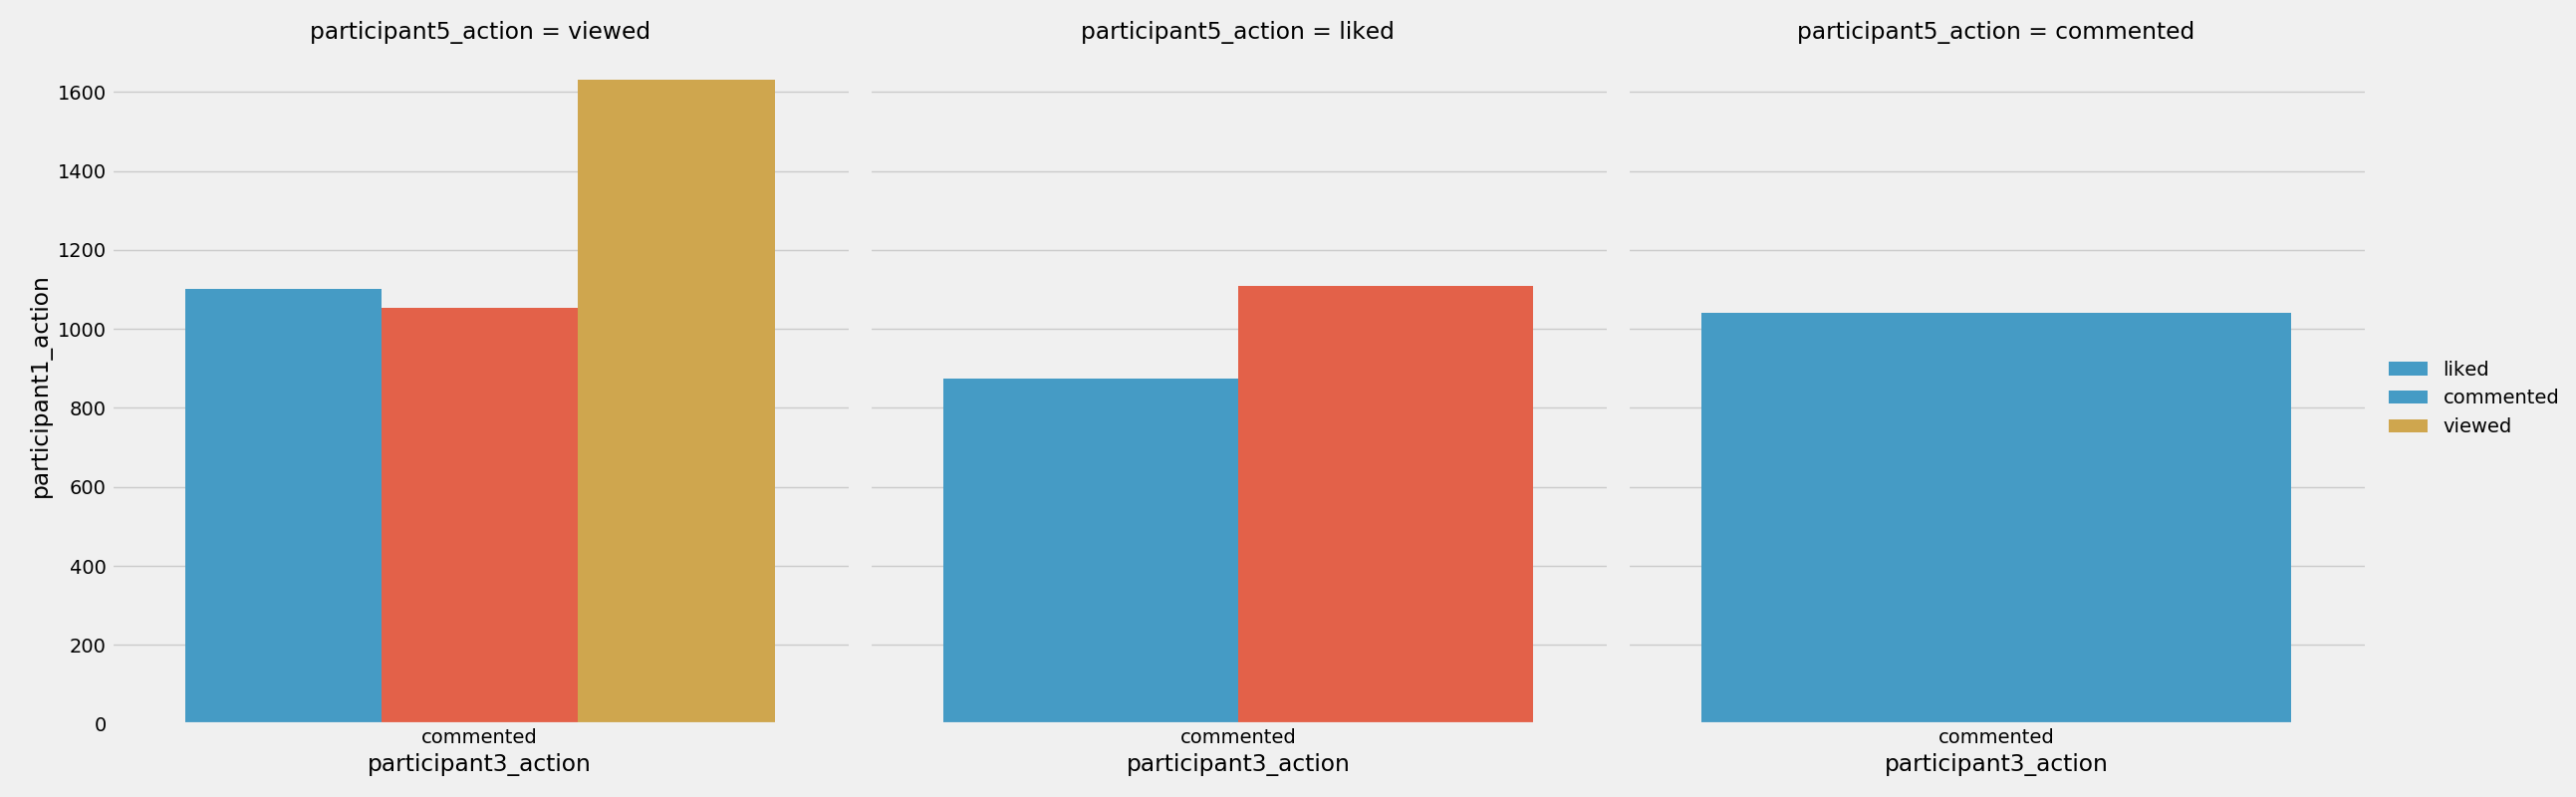 participant5_action = viewed
participant5_action = liked
participant5_action = commented
participant1_action
1600
1400
1200
1000
800
600
400
200
0
commented
commented
commented
participant3_action
participant3_action
participant3_action
liked
commented
viewed